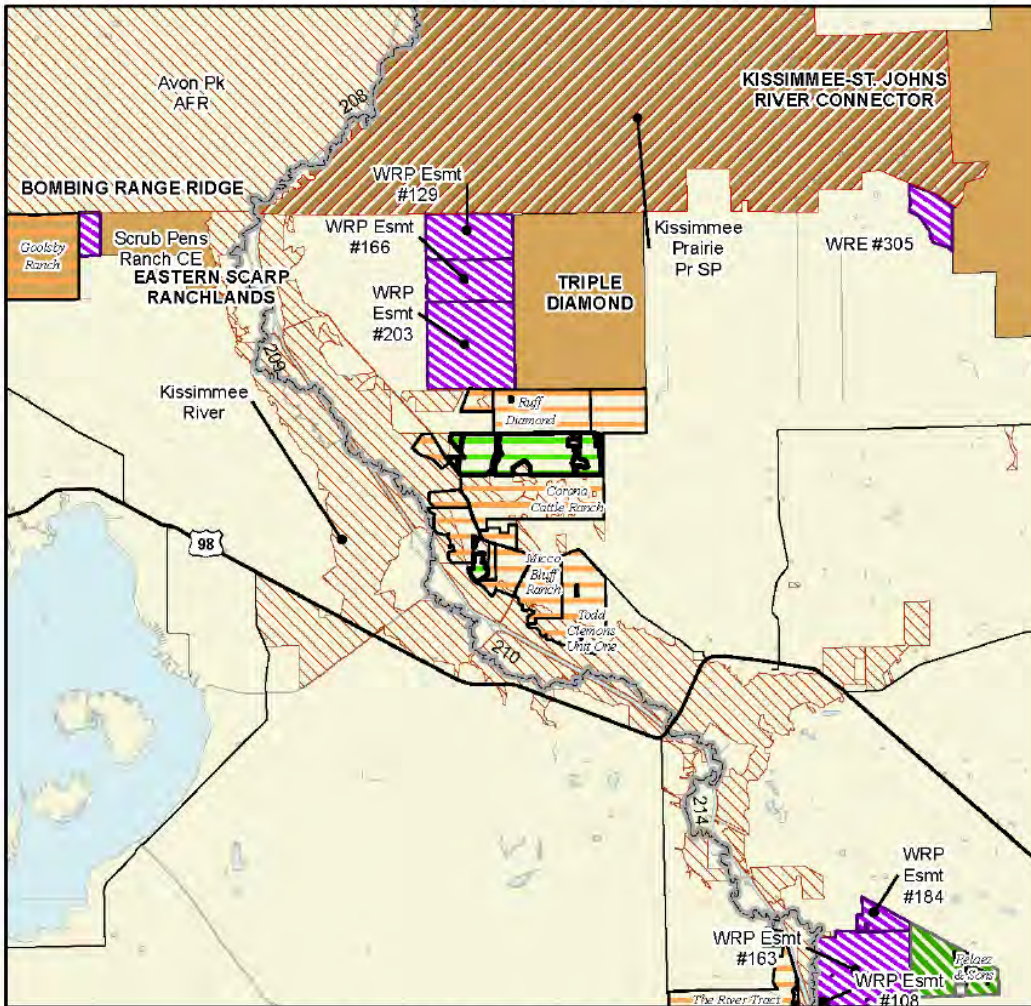 Avon Pk
AFR
208
KISSIMMEE-ST. JOHNS
RIVER CONNECTOR
BOMBING RANGE RIDGE
WRP Esmt
#129
Goolsby
Ranch
Scrub Pens
Ranch CE
EASTERN SCARP
RANCHLANDS
WRP Esmt
#166
WRP
Esmt
#203
TRIPLE
DIAMOND
Kissimmee
Prairie
Pr SP
WRE #305
209
Kissimmee
River
Ruff
Diamond
Corona
Cattle Ranch
98
Micco
Bluff
Ranch
Todd
Clemons
Unit One
210
214
WRP
Esmt
#184
WRP Esmt
#163
Pelaez
& Sons
WRP Esmt
#108
The River Tract